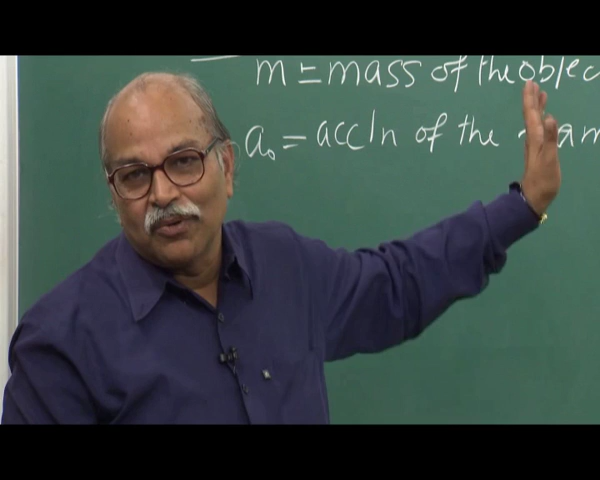 m = mass of the objec
a₀ = accln of the